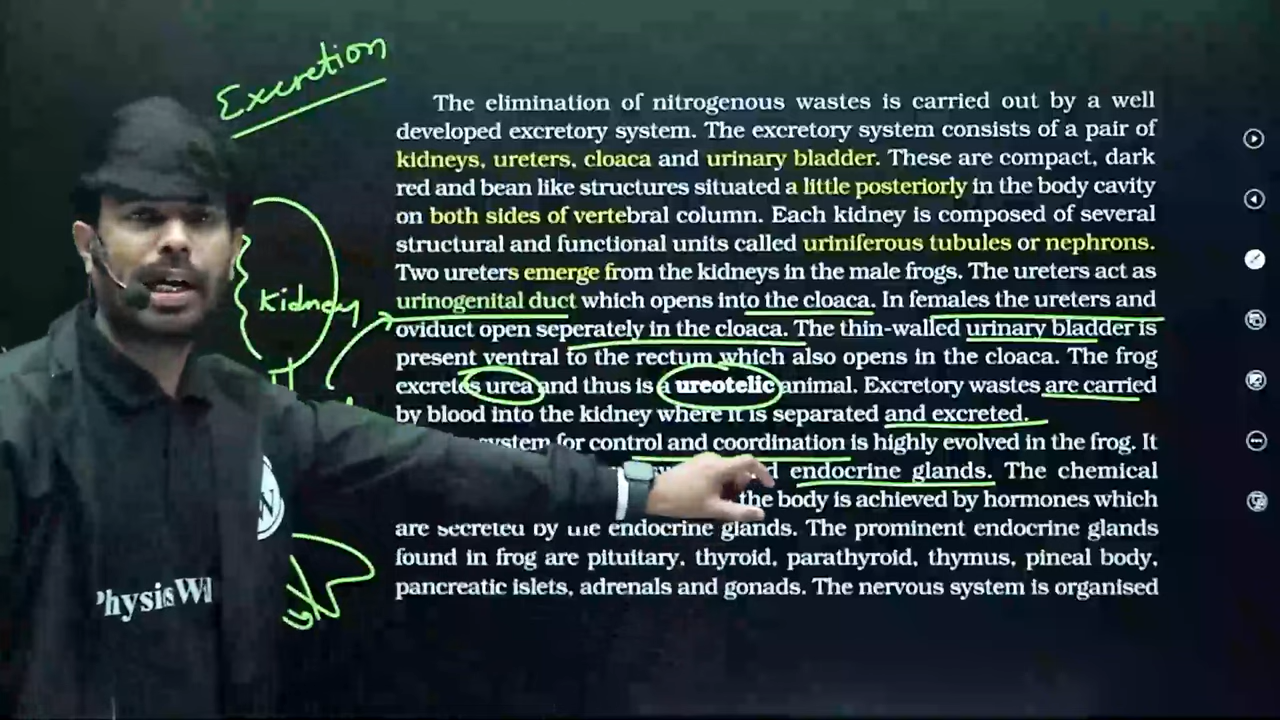 Excretion
The elimination of nitrogenous wastes is carried out by a well
developed excretory system. The excretory system consists of a pair of
kidneys, ureters, cloaca and urinary bladder. These are compact, dark
red and bean like structures situated a little posteriorly in the body cavity
on both sides of vertebral column. Each kidney is composed of several
structural and functional units called uriniferous tubules or nephrons.
Two ureters emerge from the kidneys in the male frogs. The ureters act as
urinogenital duct which opens into the cloaca. In females the ureters and
Kidney
oviduct open seperately in the cloaca. The thin-walled urinary bladder is
present ventral to the rectum which also opens in the cloaca. The frog
excretes urea and thus is a ureotelic animal. Excretory wastes are carried
by blood into the kidney where it is separated and excreted.
for control and coordination is highly evolved in the frog. It
endocrine glands. The chemical
the body is achieved by hormones which
are secreted by the endocrine glands. The prominent endocrine glands
found in frog are pituitary, thyroid, parathyroid, thymus, pineal body,
pancreatic islets, adrenals and gonads. The nervous system is organised